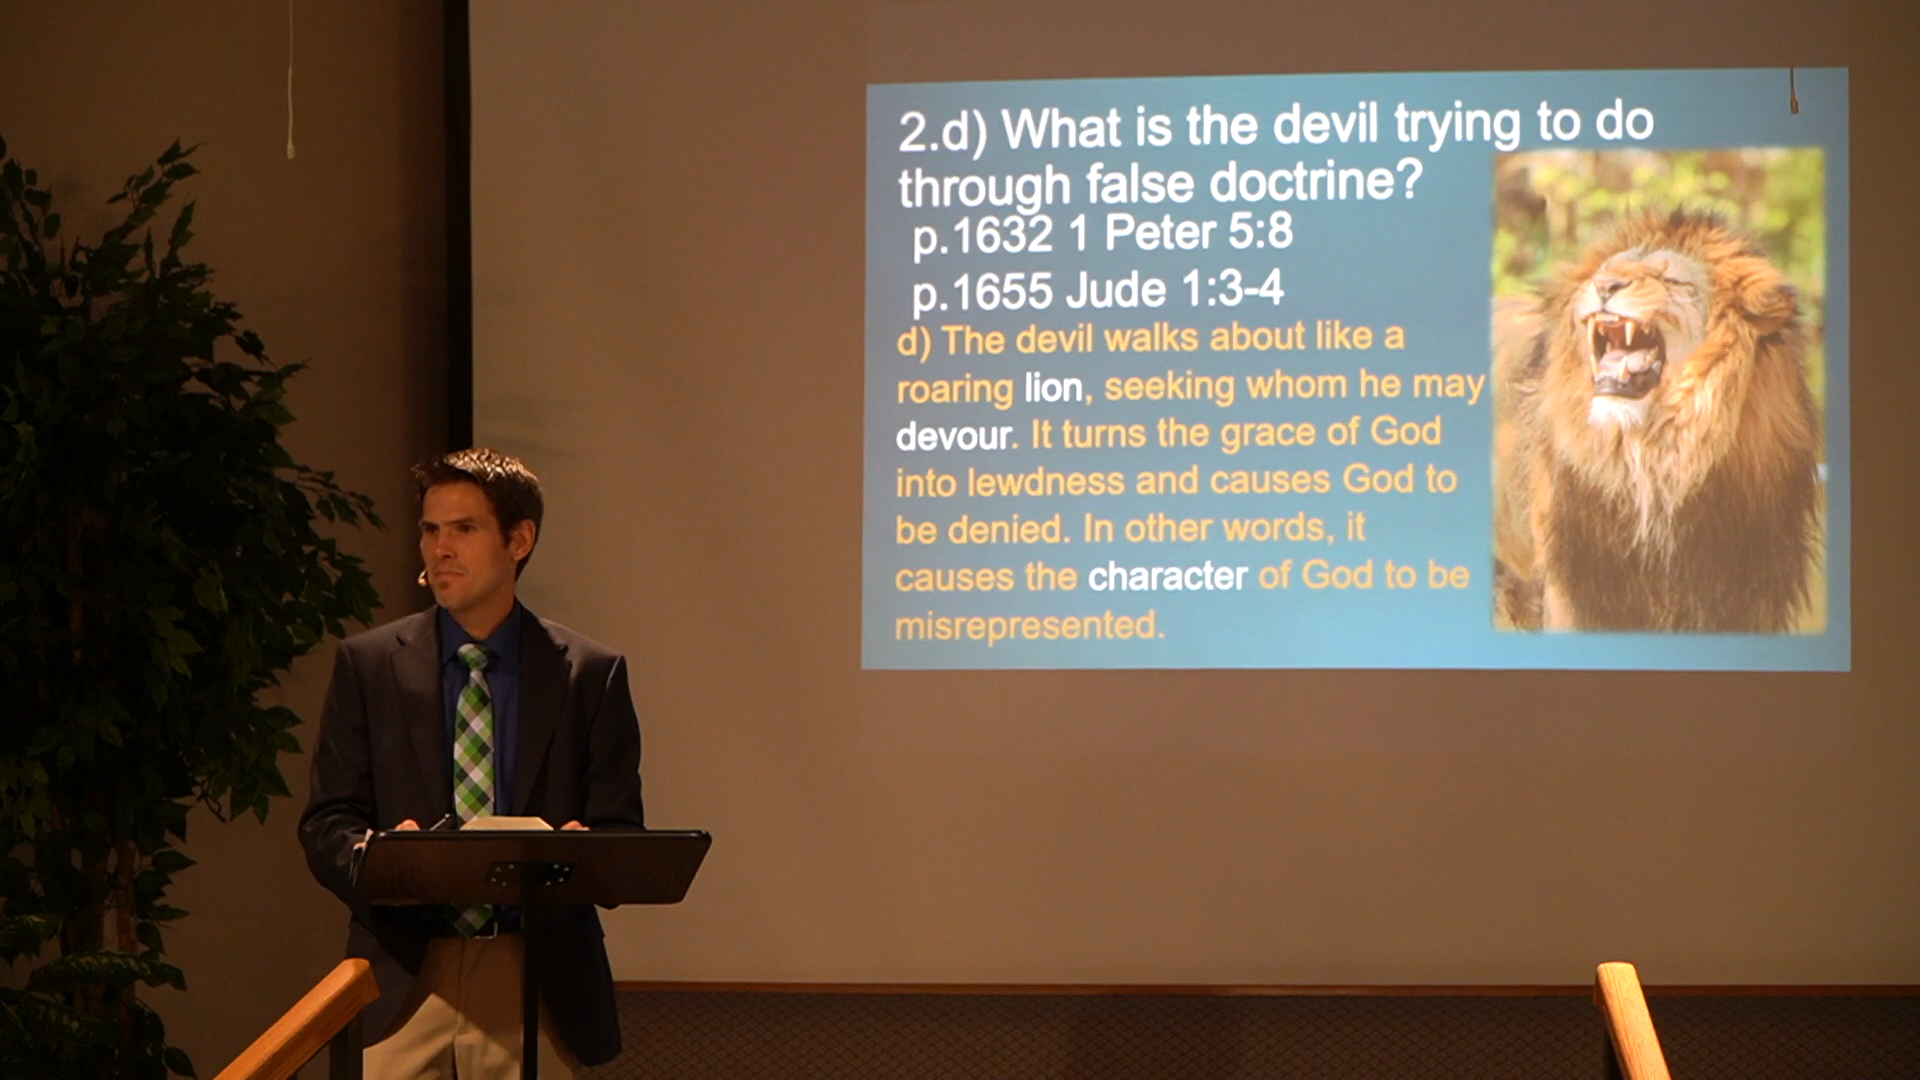 2.d) What is the devil trying to do
through false doctrine?
p.1632 1 Peter 5:8
p.1655 Jude 1:3-4
d) The devil walks about like a
roaring lion, seeking whom he may
devour. It turns the grace of God
into lewdness and causes God to
be denied. In other words, it
causes the character of God to be
misrepresented.